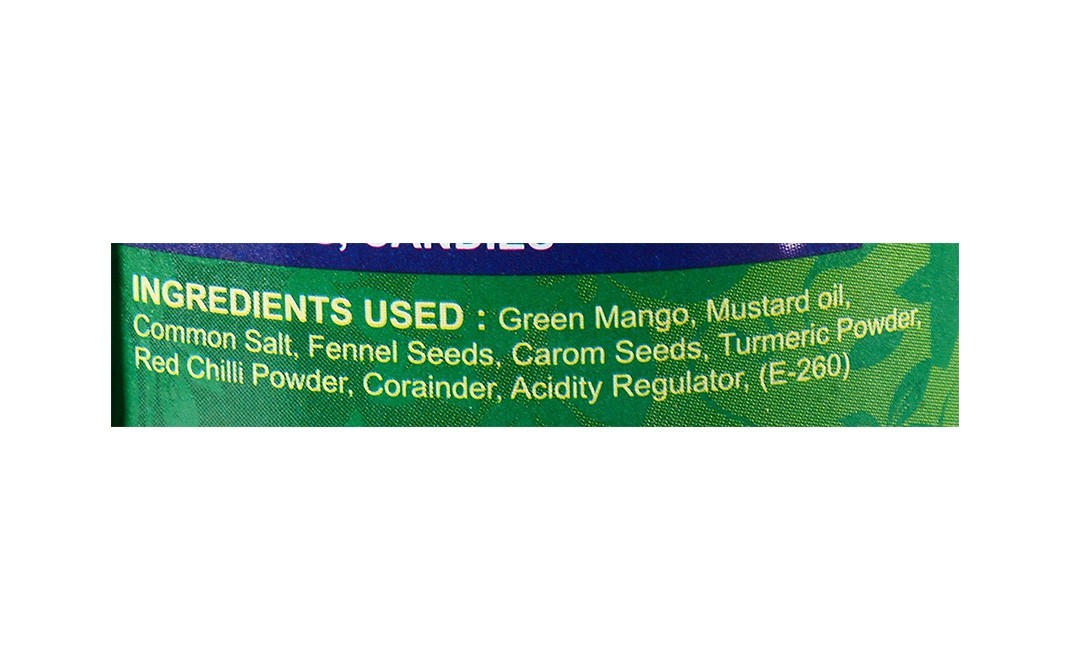 CANDIES
INGREDIENTS USED : Green Mango, Mustard oil,
Common Salt, Fennel Seeds, Carom Seeds, Turmeric Powder,
Red Chilli Powder, Corainder, Acidity Regulator, (E-260)